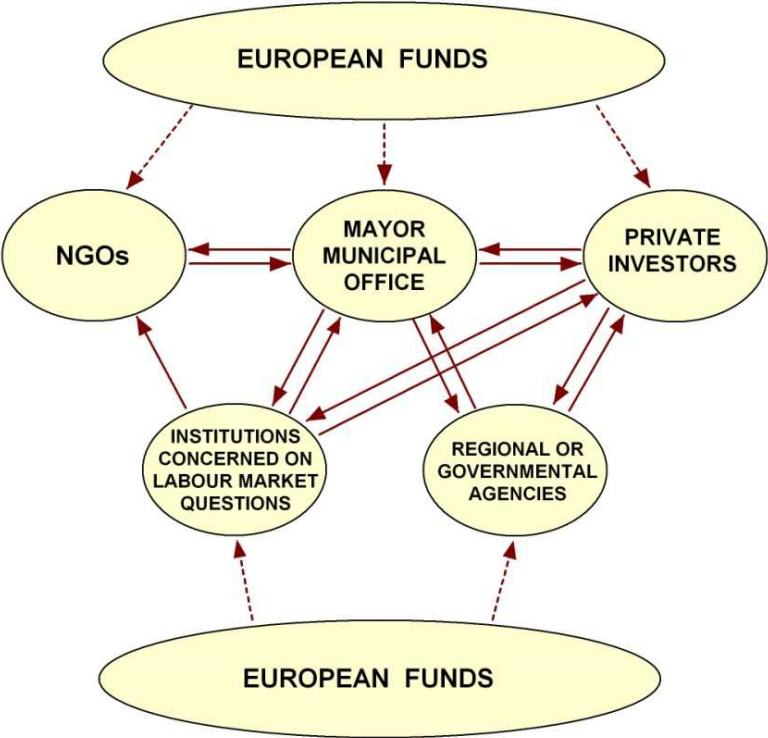 EUROPEAN FUNDS
NGOs
MAYOR
MUNICIPAL
OFFICE
PRIVATE
INVESTORS
INSTITUTIONS
CONCERNED ON
LABOUR MARKET
QUESTIONS
REGIONAL OR
GOVERNMENTAL
AGENCIES
EUROPEAN FUNDS